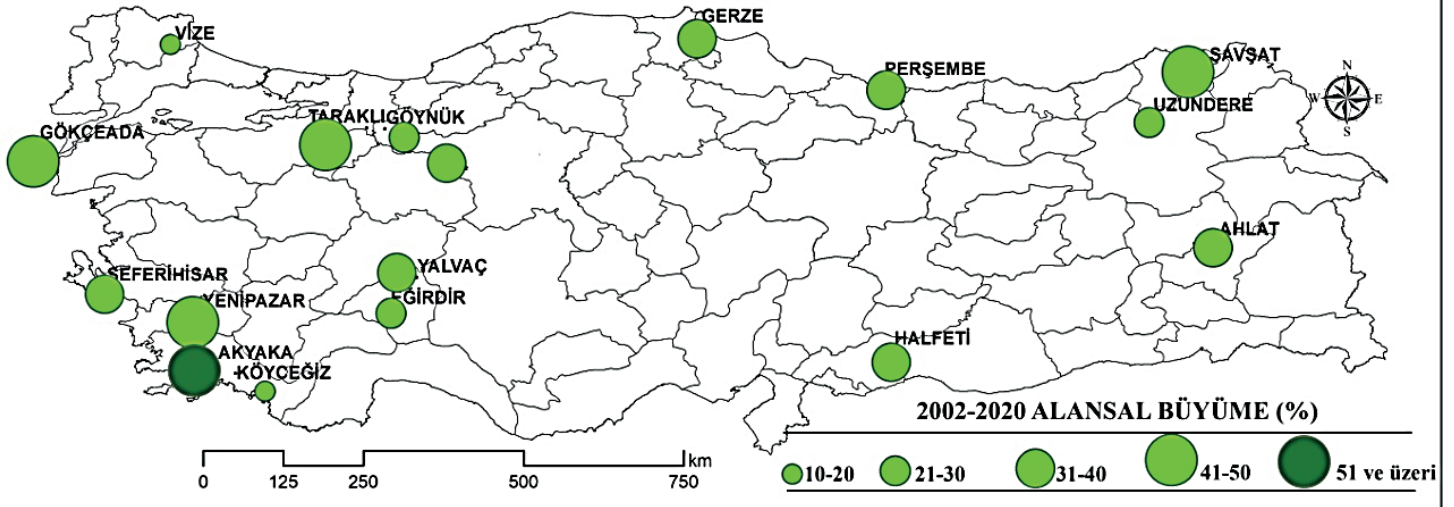 GERZE
VİZE
ŞAVŞAT
PERŞEMBE
N
W E
S
UZUNDERE
TARAKLI GÖYNÜK
GÖKÇEADA
AHLAT
YALVAÇ
SEFERİHİSAR
EĞİRDİR
YENİPAZAR
HALFETİ
AKYAKA
KÖYCEĞİZ
2002-2020 ALANSAL BÜYÜME (%)
km
0 125 250 500 750
10-20 21-30 31-40 41-50 51 ve üzeri